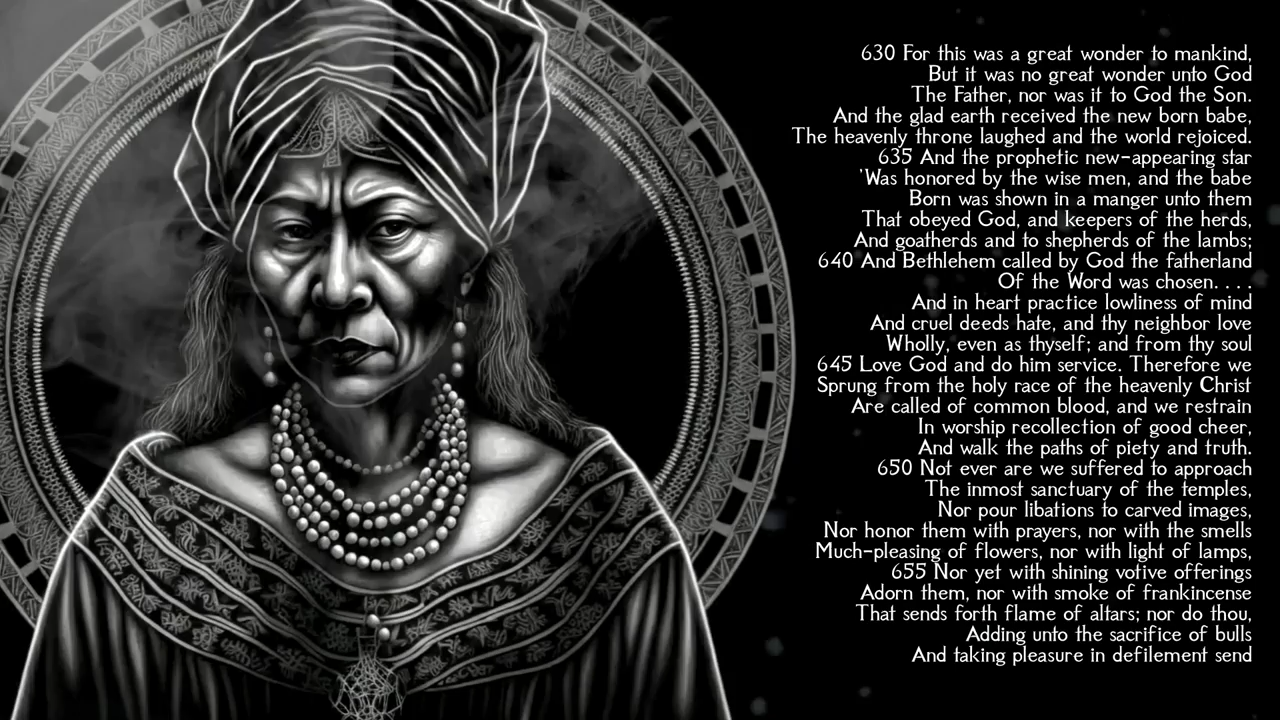 630 For this was a great wonder to mankind,
But it was no great wonder unto God
The Father, nor was it to God the Son.
And the glad earth received the new born babe,
The heavenly throne laughed and the world rejoiced.
635 And the prophetic new-appearing star
'Was honored by the wise men, and the babe
Born was shown in a manger unto them
That obeyed God, and keepers of the herds,
And goatherds and to shepherds of the lambs;
640 And Bethlehem called by God the fatherland
Of the Word was chosen. . . .
And in heart practice lowliness of mind
And cruel deeds hate, and thy neighbor love
Wholly, even as thyself; and from thy soul
645 Love God and do him service. Therefore we
Sprung from the holy race of the heavenly Christ
Are called of common blood, and we restrain
In worship recollection of good cheer,
And walk the paths of piety and truth.
650 Not ever are we suffered to approach
The inmost sanctuary of the temples,
Nor pour libations to carved images,
Nor honor them with prayers, nor with the smells
Much-pleasing of flowers, nor with light of lamps,
655 Nor yet with shining votive offerings
Adorn them, nor with smoke of frankincense
That sends forth flame of altars; nor do thou,
Adding unto the sacrifice of bulls
And taking pleasure in defilement send